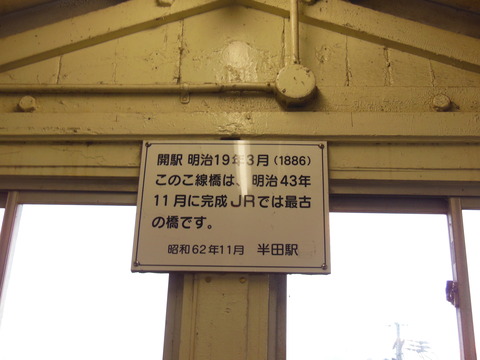 開駅 明治19年3月(1886)
このこ線橋は、明治43年
11月に完成JRでは最古
の橋です。
昭和62年11月 半田駅